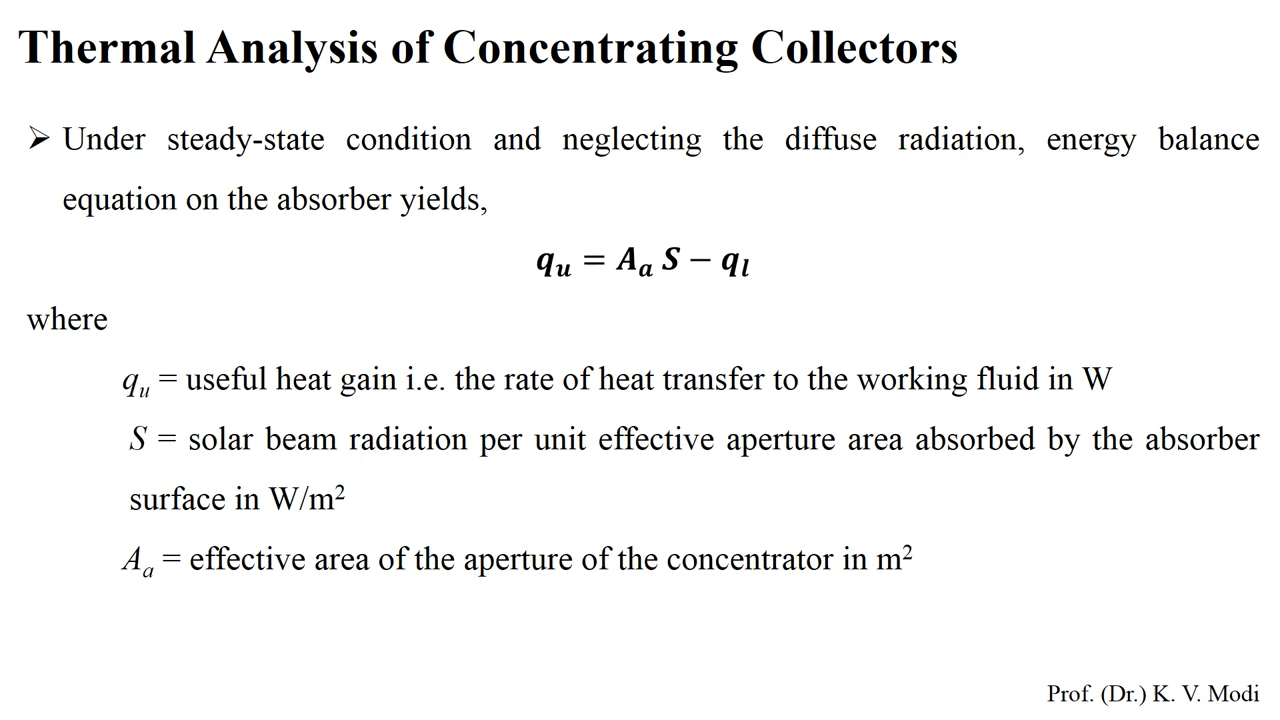 Thermal Analysis of Concentrating Collectors
➢ Under steady-state condition and neglecting the diffuse radiation, energy balance
equation on the absorber yields,
qᵤ = Aₐ S − qₗ
where
qᵤ = useful heat gain i.e. the rate of heat transfer to the working fluid in W
S = solar beam radiation per unit effective aperture area absorbed by the absorber
surface in W/m²
Aₐ = effective area of the aperture of the concentrator in m²
Prof. (Dr.) K. V. Modi